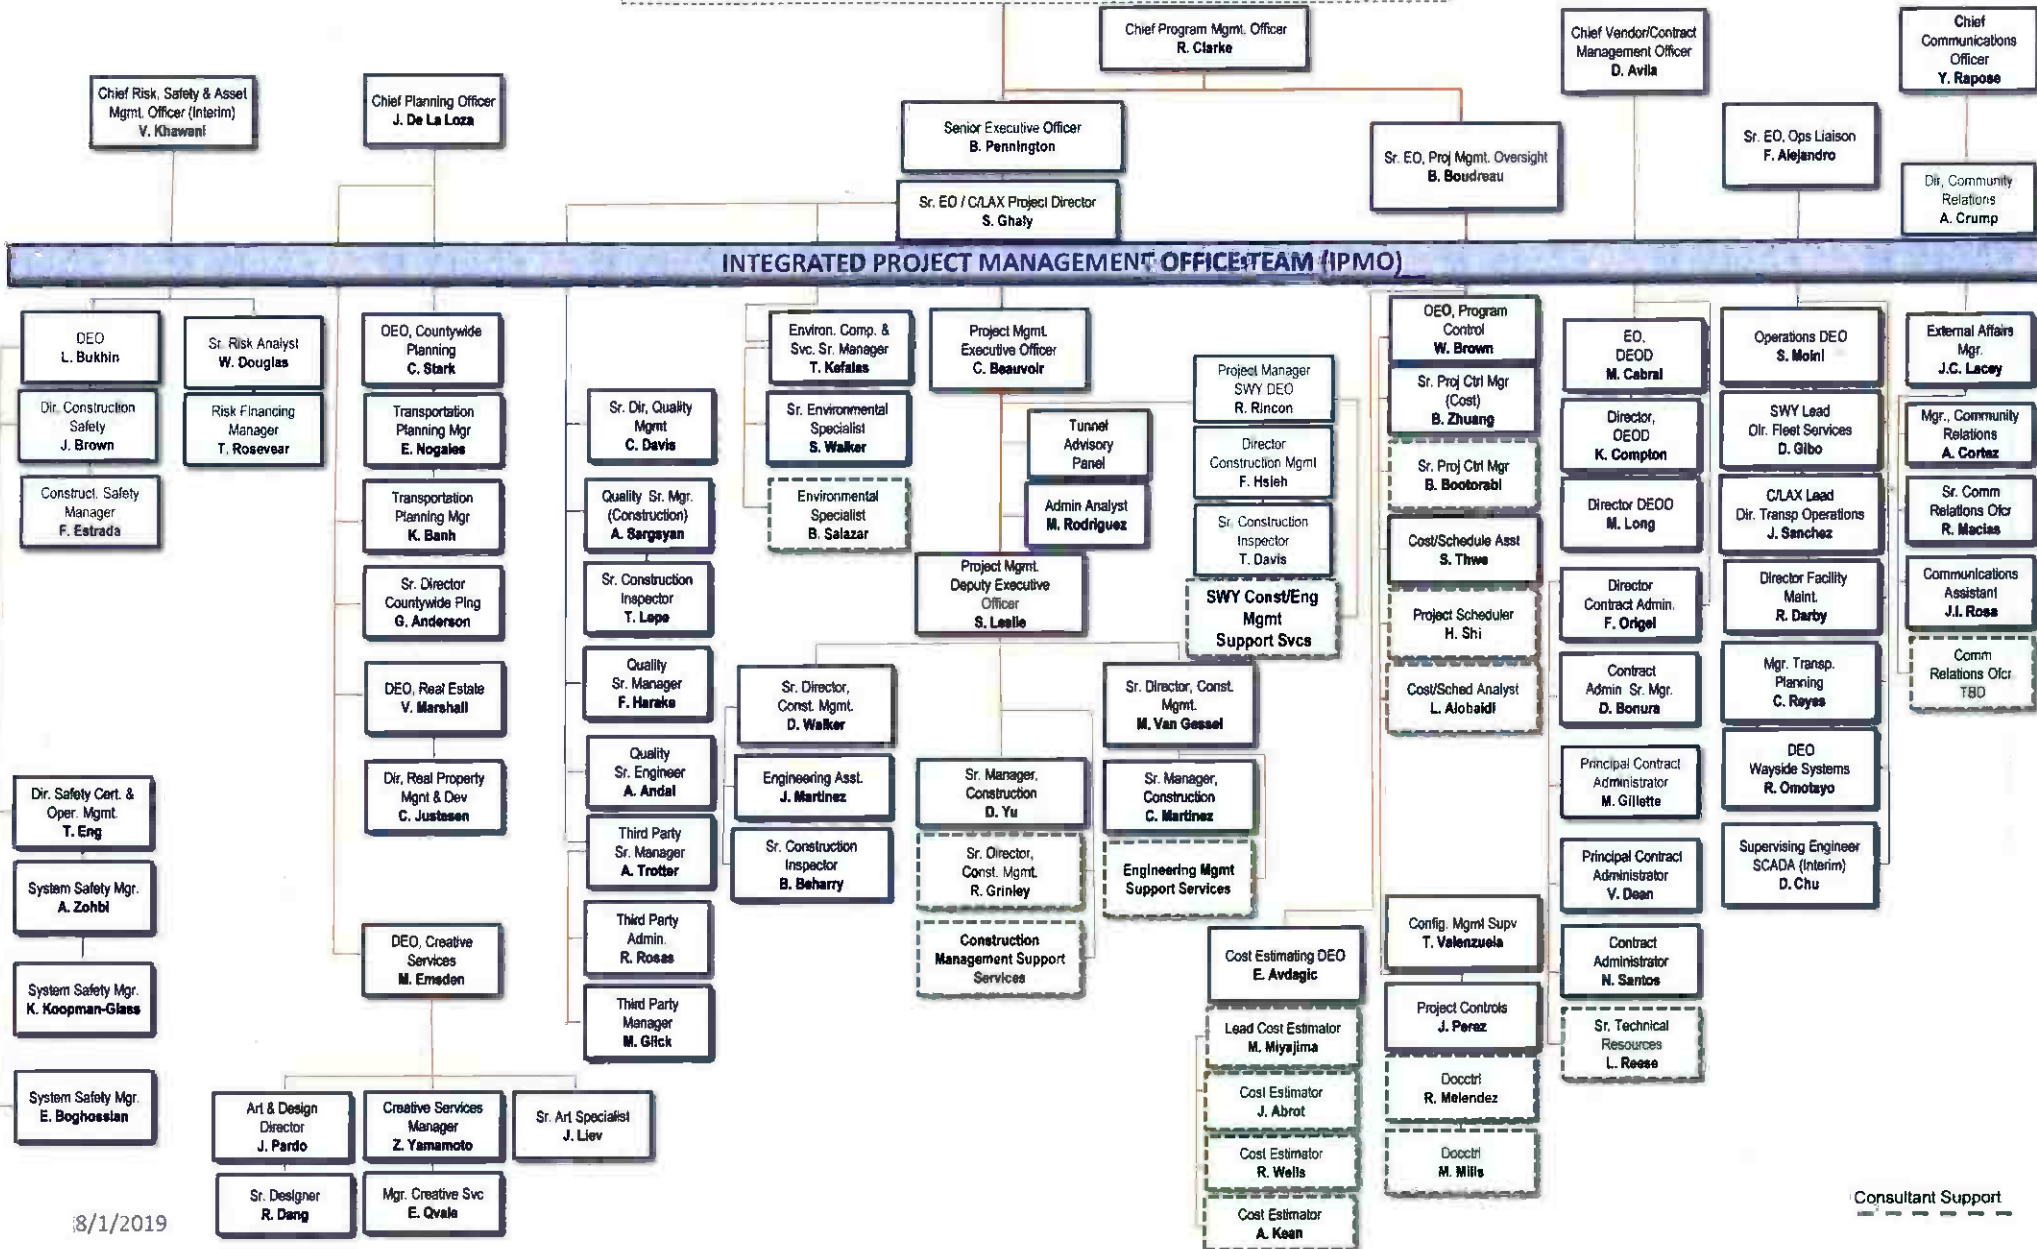 Chief Program Mgmt. Officer
R. Clarke
Chief Vendor/Contract
Management Officer
D. Avila
Chief
Communications
Officer
Y. Rapose
Chief Risk, Safety & Asset
Mgmt. Officer (Interim)
V. Khawani
Chief Planning Officer
J. De La Loza
Senior Executive Officer
B. Pennington
Sr. EO, Proj Mgmt. Oversight
B. Boudreau
Sr. EO, Ops Liaison
F. Alejandro
Dir, Community
Relations
A. Crump
Sr. EO / C/LAX Project Director
S. Ghaly
INTEGRATED PROJECT MANAGEMENT OFFICE TEAM (IPMO)
DEO
L. Bukhin
Dir. Construction
Safety
J. Brown
Construct. Safety
Manager
F. Estrada
Dir. Safety Cert. &
Oper. Mgmt.
T. Eng
System Safety Mgr.
A. Zohbi
System Safety Mgr.
K. Koopman-Glass
System Safety Mgr.
E. Boghossian
Sr. Risk Analyst
W. Douglas
Risk Financing
Manager
T. Rosevear
OEO, Countywide
Planning
C. Stark
Transportation
Planning Mgr
E. Nogales
Transportation
Planning Mgr
K. Banh
Sr. Director
Countywide Plng
G. Anderson
DEO, Real Estate
V. Marshall
Dir, Real Property
Mgnt & Dev
C. Justesen
DEO, Creative
Services
M. Emsden
Art & Design
Director
J. Pardo
Sr. Designer
R. Dang
Creative Services
Manager
Z. Yamamoto
Mgr. Creative Svc
E. Qvale
Sr. Art Specialist
J. Liev
Sr. Dir, Quality
Mgmt
C. Davis
Quality Sr. Mgr.
(Construction)
A. Sargsyan
Sr. Construction
Inspector
T. Lepe
Quality
Sr. Manager
F. Harake
Quality
Sr. Engineer
A. Andal
Third Party
Sr. Manager
A. Trotter
Third Party
Admin.
R. Rosas
Third Party
Manager
M. Glick
Environ. Comp. &
Svc. Sr. Manager
T. Kefalas
Sr. Environmental
Specialist
S. Walker
Environmental
Specialist
B. Salazar
Project Mgmt.
Executive Officer
C. Beauvoir
Tunnel
Advisory
Panel
Admin Analyst
M. Rodriguez
Project Mgmt.
Deputy Executive
Officer
S. Leslie
Sr. Director,
Const. Mgmt.
D. Walker
Engineering Asst.
J. Martinez
Sr. Construction
Inspector
B. Beharry
Sr. Manager,
Construction
D. Yu
Sr. Director,
Const. Mgmt.
R. Grinley
Construction
Management Support
Services
Sr. Director, Const.
Mgmt.
M. Van Gessel
Sr. Manager,
Construction
C. Martinez
Engineering Mgmt
Support Services
Project Manager
SWY DEO
R. Rincon
Director
Construction Mgmt
F. Hsieh
Sr. Construction
Inspector
T. Davis
SWY Const/Eng
Mgmt
Support Svcs
Cost Estimating DEO
E. Avdagic
Lead Cost Estimator
M. Miyajima
Cost Estimator
J. Abrot
Cost Estimator
R. Wells
Cost Estimator
A. Kean
OEO, Program
Control
W. Brown
Sr. Proj Ctrl Mgr
(Cost)
B. Zhuang
Sr. Proj Ctrl Mgr
B. Bootorabi
Cost/Schedule Asst
S. Thwe
Project Scheduler
H. Shi
Cost/Sched Analyst
L. Alobaidi
Config. Mgmt Supv
T. Valenzuela
Project Controls
J. Perez
Docctrl
R. Melendez
Docctrl
M. Mills
EO,
DEOD
M. Cabral
Director,
OEOD
K. Compton
Director DEOD
M. Long
Director
Contract Admin.
F. Origel
Contract
Admin Sr. Mgr.
D. Bonura
Principal Contract
Administrator
M. Gillette
Principal Contract
Administrator
V. Dean
Contract
Administrator
N. Santos
Sr. Technical
Resources
L. Reese
Operations DEO
S. Moini
SWY Lead
Dir. Fleet Services
D. Gibo
C/LAX Lead
Dir. Transp Operations
J. Sanchez
Director Facility
Maint.
R. Darby
Mgr. Transp.
Planning
C. Reyes
DEO
Wayside Systems
R. Omotayo
Supervising Engineer
SCADA (Interim)
D. Chu
External Affairs
Mgr.
J.C. Lacey
Mgr., Community
Relations
A. Cortez
Sr. Comm
Relations Ofcr
R. Macias
Communications
Assistant
J.I. Rosa
Comm
Relations Ofcr
TBD
Consultant Support
8/1/2019